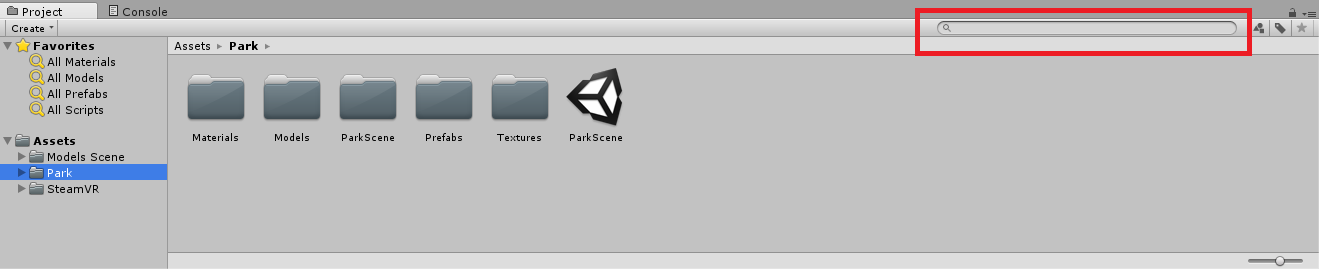 Project
Console
Create
Favorites
All Materials
All Models
All Prefabs
All Scripts
Assets
Models Scene
Park
SteamVR
Assets ▸ Park ▸
Materials
Models
ParkScene
Prefabs
Textures
ParkScene